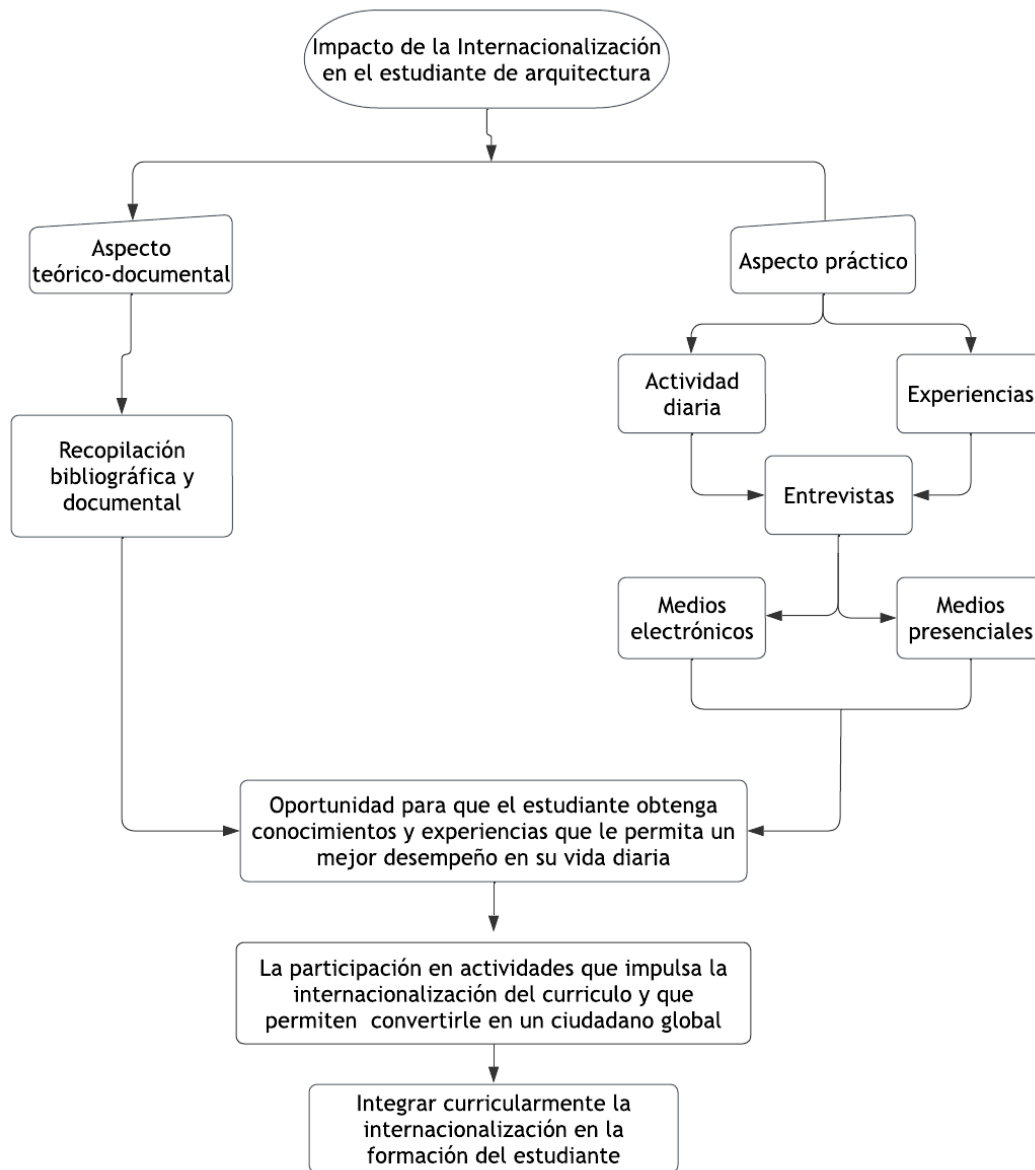 Impacto de la Internacionalización
en el estudiante de arquitectura
Aspecto
teórico-documental
Aspecto práctico
Actividad
diaria
Experiencias
Recopilación
bibliográfica y
documental
Entrevistas
Medios
electrónicos
Medios
presenciales
Oportunidad para que el estudiante obtenga
conocimientos y experiencias que le permita un
mejor desempeño en su vida diaria
La participación en actividades que impulsa la
internacionalización del curriculo y que
permiten convertirle en un ciudadano global
Integrar curricularmente la
internacionalización en la
formación del estudiante